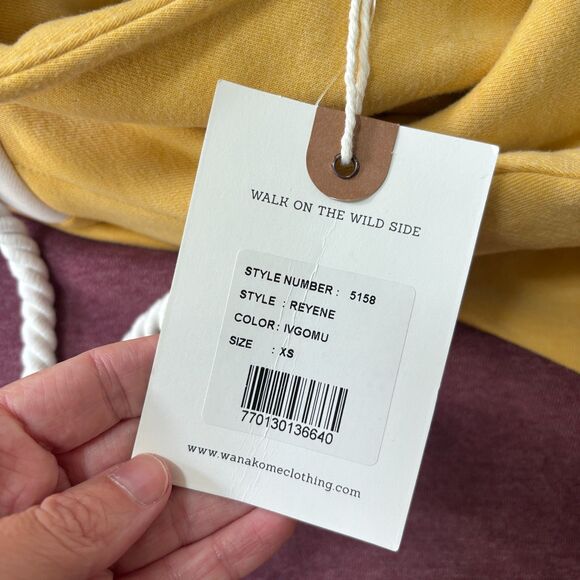 WALK ON THE WILD SIDE
STYLE NUMBER : 5158
STYLE : REYENE
COLOR : IVGOMU
SIZE : XS
770130136640
www.wanakomeclothing.com